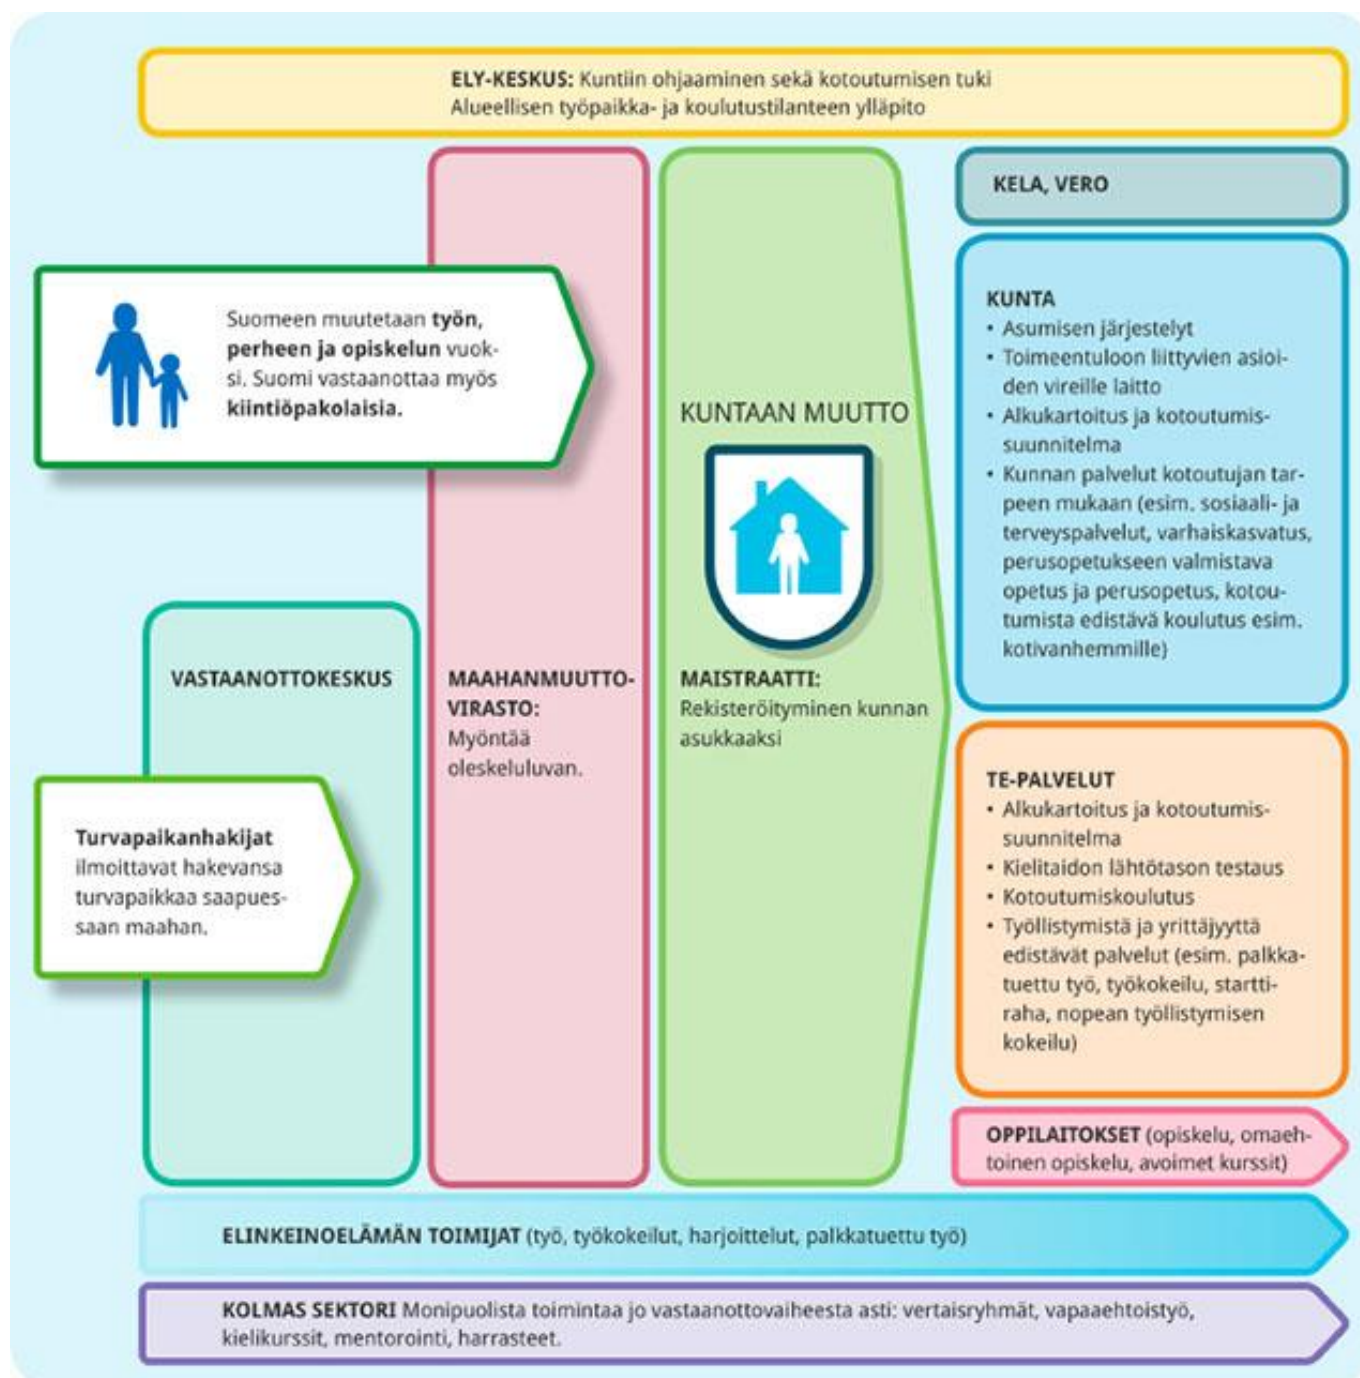 ELY-KESKUS: Kuntiin ohjaaminen sekä kotoutumisen tuki
Alueellisen työpaikka- ja koulutustilanteen ylläpito
Suomeen muutetaan työn,
perheen ja opiskelun vuok-
si. Suomi vastaanottaa myös
kiintiöpakolaisia.
VASTAANOTTOKESKUS
Turvapaikanhakijat
ilmoittavat hakevansa
turvapaikkaa saapues-
saan maahan.
MAAHANMUUTTO-
VIRASTO:
Myöntää
oleskeluluvan.
KUNTAAN MUUTTO
MAISTRAATTI:
Rekisteröityminen kunnan
asukkaaksi
KELA, VERO
KUNTA
• Asumisen järjestelyt
• Toimeentuloon liittyvien asioi-
den vireille laitto
• Alkukartoitus ja kotoutumis-
suunnitelma
• Kunnan palvelut kotoutujan tar-
peen mukaan (esim. sosiaali- ja
terveyspalvelut, varhaiskasvatus,
perusopetukseen valmistava
opetus ja perusopetus, kotou-
tumista edistävä koulutus esim.
kotivanhemmille)
TE-PALVELUT
• Alkukartoitus ja kotoutumis-
suunnitelma
• Kielitaidon lähtötason testaus
• Kotoutumiskoulutus
• Työllistymistä ja yrittäjyyttä
edistävät palvelut (esim. palkka-
tuettu työ, työkokeilu, startti-
raha, nopean työllistymisen
kokeilu)
OPPILAITOKSET (opiskelu, omaeh-
toinen opiskelu, avoimet kurssit)
ELINKEINOELÄMÄN TOIMIJAT (työ, työkokeilut, harjoittelut, palkkatuettu työ)
KOLMAS SEKTORI Monipuolista toimintaa jo vastaanottovaiheesta asti: vertaisryhmät, vapaaehtoistyö,
kielikurssit, mentorointi, harrasteet.